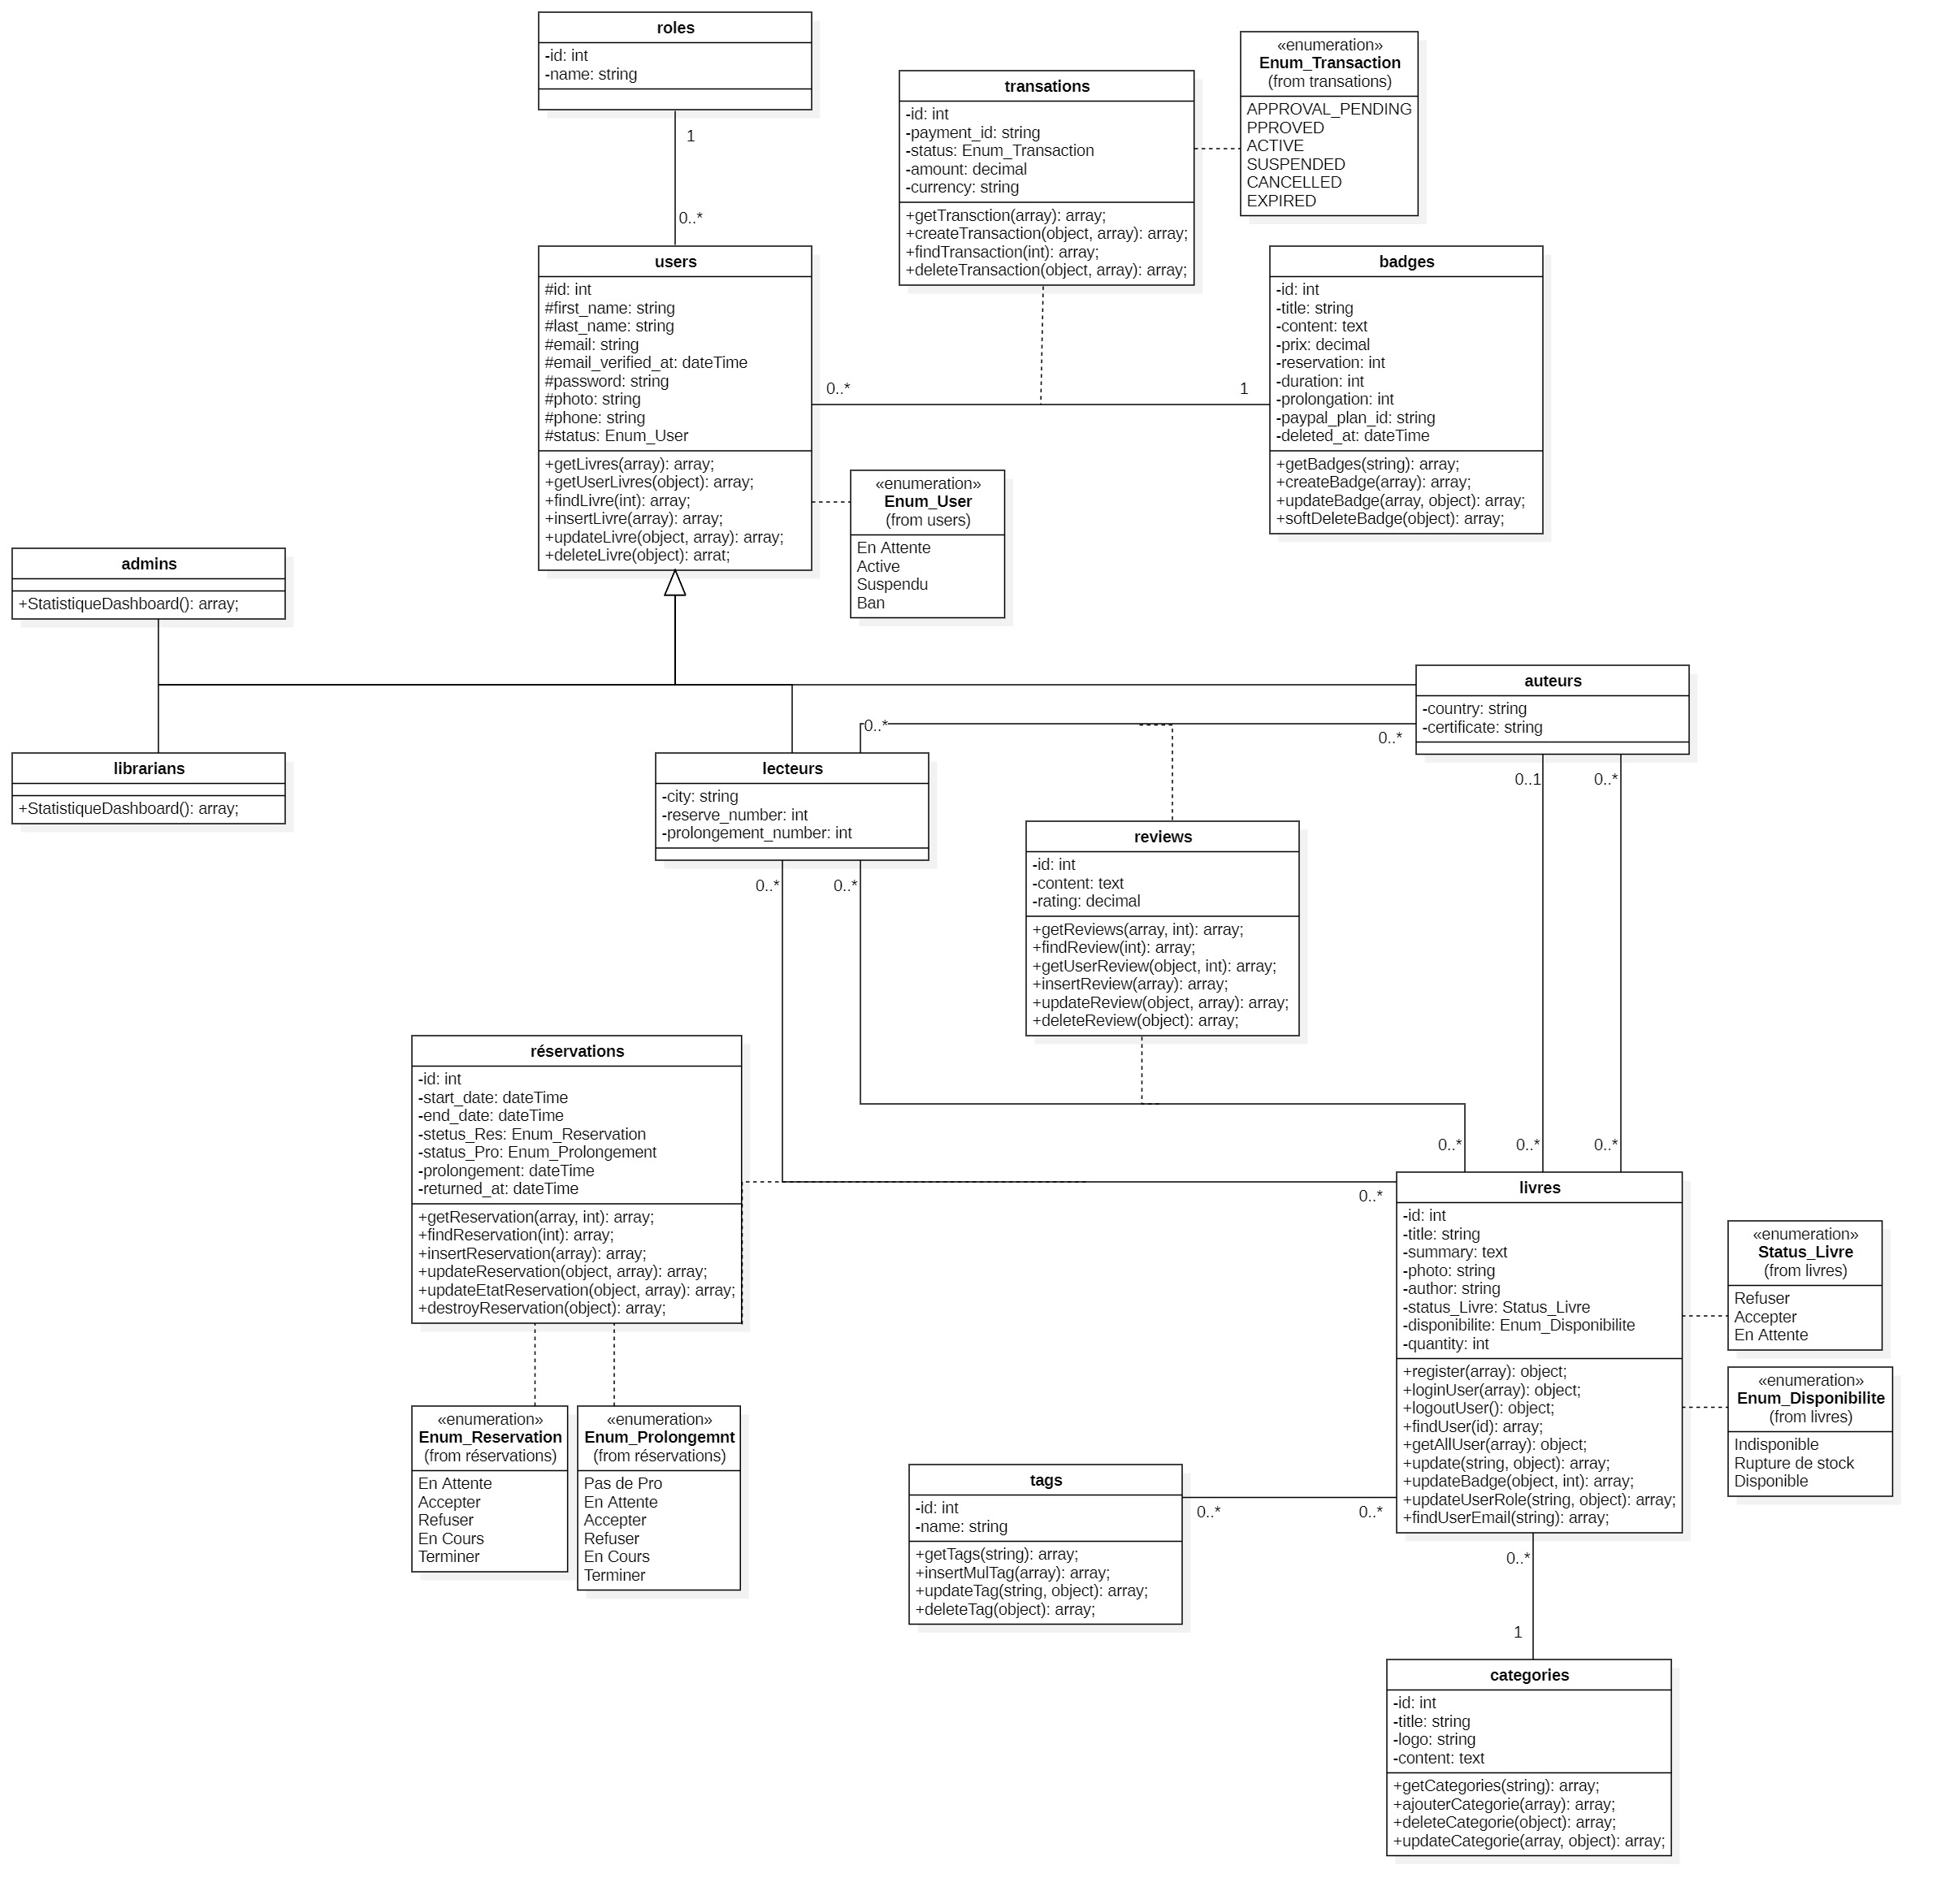 roles
-id: int
-name: string
1
0..*
transations
-id: int
-payment_id: string
-status: Enum_Transaction
-amount: decimal
-currency: string
+getTransction(array): array;
+createTransaction(object, array): array;
+findTransaction(int): array;
+deleteTransaction(object, array): array;
«enumeration»
Enum_Transaction
(from transations)
APPROVAL_PENDING
PPROVED
ACTIVE
SUSPENDED
CANCELLED
EXPIRED
users
#id: int
#first_name: string
#last_name: string
#email: string
#email_verified_at: dateTime
#password: string
#photo: string
#phone: string
#status: Enum_User
+getLivres(array): array;
+getUserLivres(object): array;
+findLivre(int): array;
+insertLivre(array): array;
+updateLivre(object, array): array;
+deleteLivre(object): arrat;
0..*
1
badges
-id: int
-title: string
-content: text
-prix: decimal
-reservation: int
-duration: int
-prolongation: int
-paypal_plan_id: string
-deleted_at: dateTime
+getBadges(string): array;
+createBadge(array): array;
+updateBadge(array, object): array;
+softDeleteBadge(object): array;
«enumeration»
Enum_User
(from users)
En Attente
Active
Suspendu
Ban
admins
+StatistiqueDashboard(): array;
librarians
+StatistiqueDashboard(): array;
auteurs
-country: string
-certificate: string
0..*
0..*
0..1
0..*
lecteurs
-city: string
-reserve_number: int
-prolongement_number: int
0..*
0..*
reviews
-id: int
-content: text
-rating: decimal
+getReviews(array, int): array;
+findReview(int): array;
+getUserReview(object, int): array;
+insertReview(array): array;
+updateReview(object, array): array;
+deleteReview(object): array;
réservations
-id: int
-start_date: dateTime
-end_date: dateTime
-stetus_Res: Enum_Reservation
-status_Pro: Enum_Prolongement
-prolongement: dateTime
-returned_at: dateTime
+getReservation(array, int): array;
+findReservation(int): array;
+insertReservation(array): array;
+updateReservation(object, array): array;
+updateEtatReservation(object, array): array;
+destroyReservation(object): array;
0..*
0..*
0..*
0..*
livres
-id: int
-title: string
-summary: text
-photo: string
-author: string
-status_Livre: Status_Livre
-disponibilite: Enum_Disponibilite
-quantity: int
+register(array): object;
+loginUser(array): object;
+logoutUser(): object;
+findUser(id): array;
+getAllUser(array): object;
+update(string, object): array;
+updateBadge(object, int): array;
+updateUserRole(string, object): array;
+findUserEmail(string): array;
«enumeration»
Status_Livre
(from livres)
Refuser
Accepter
En Attente
«enumeration»
Enum_Disponibilite
(from livres)
Indisponible
Rupture de stock
Disponible
«enumeration»
Enum_Reservation
(from réservations)
En Attente
Accepter
Refuser
En Cours
Terminer
«enumeration»
Enum_Prolongemnt
(from réservations)
Pas de Pro
En Attente
Accepter
Refuser
En Cours
Terminer
tags
-id: int
-name: string
+getTags(string): array;
+insertMulTag(array): array;
+updateTag(string, object): array;
+deleteTag(object): array;
0..*
0..*
0..*
1
categories
-id: int
-title: string
-logo: string
-content: text
+getCategories(string): array;
+ajouterCategorie(array): array;
+deleteCategorie(object): array;
+updateCategorie(array, object): array;